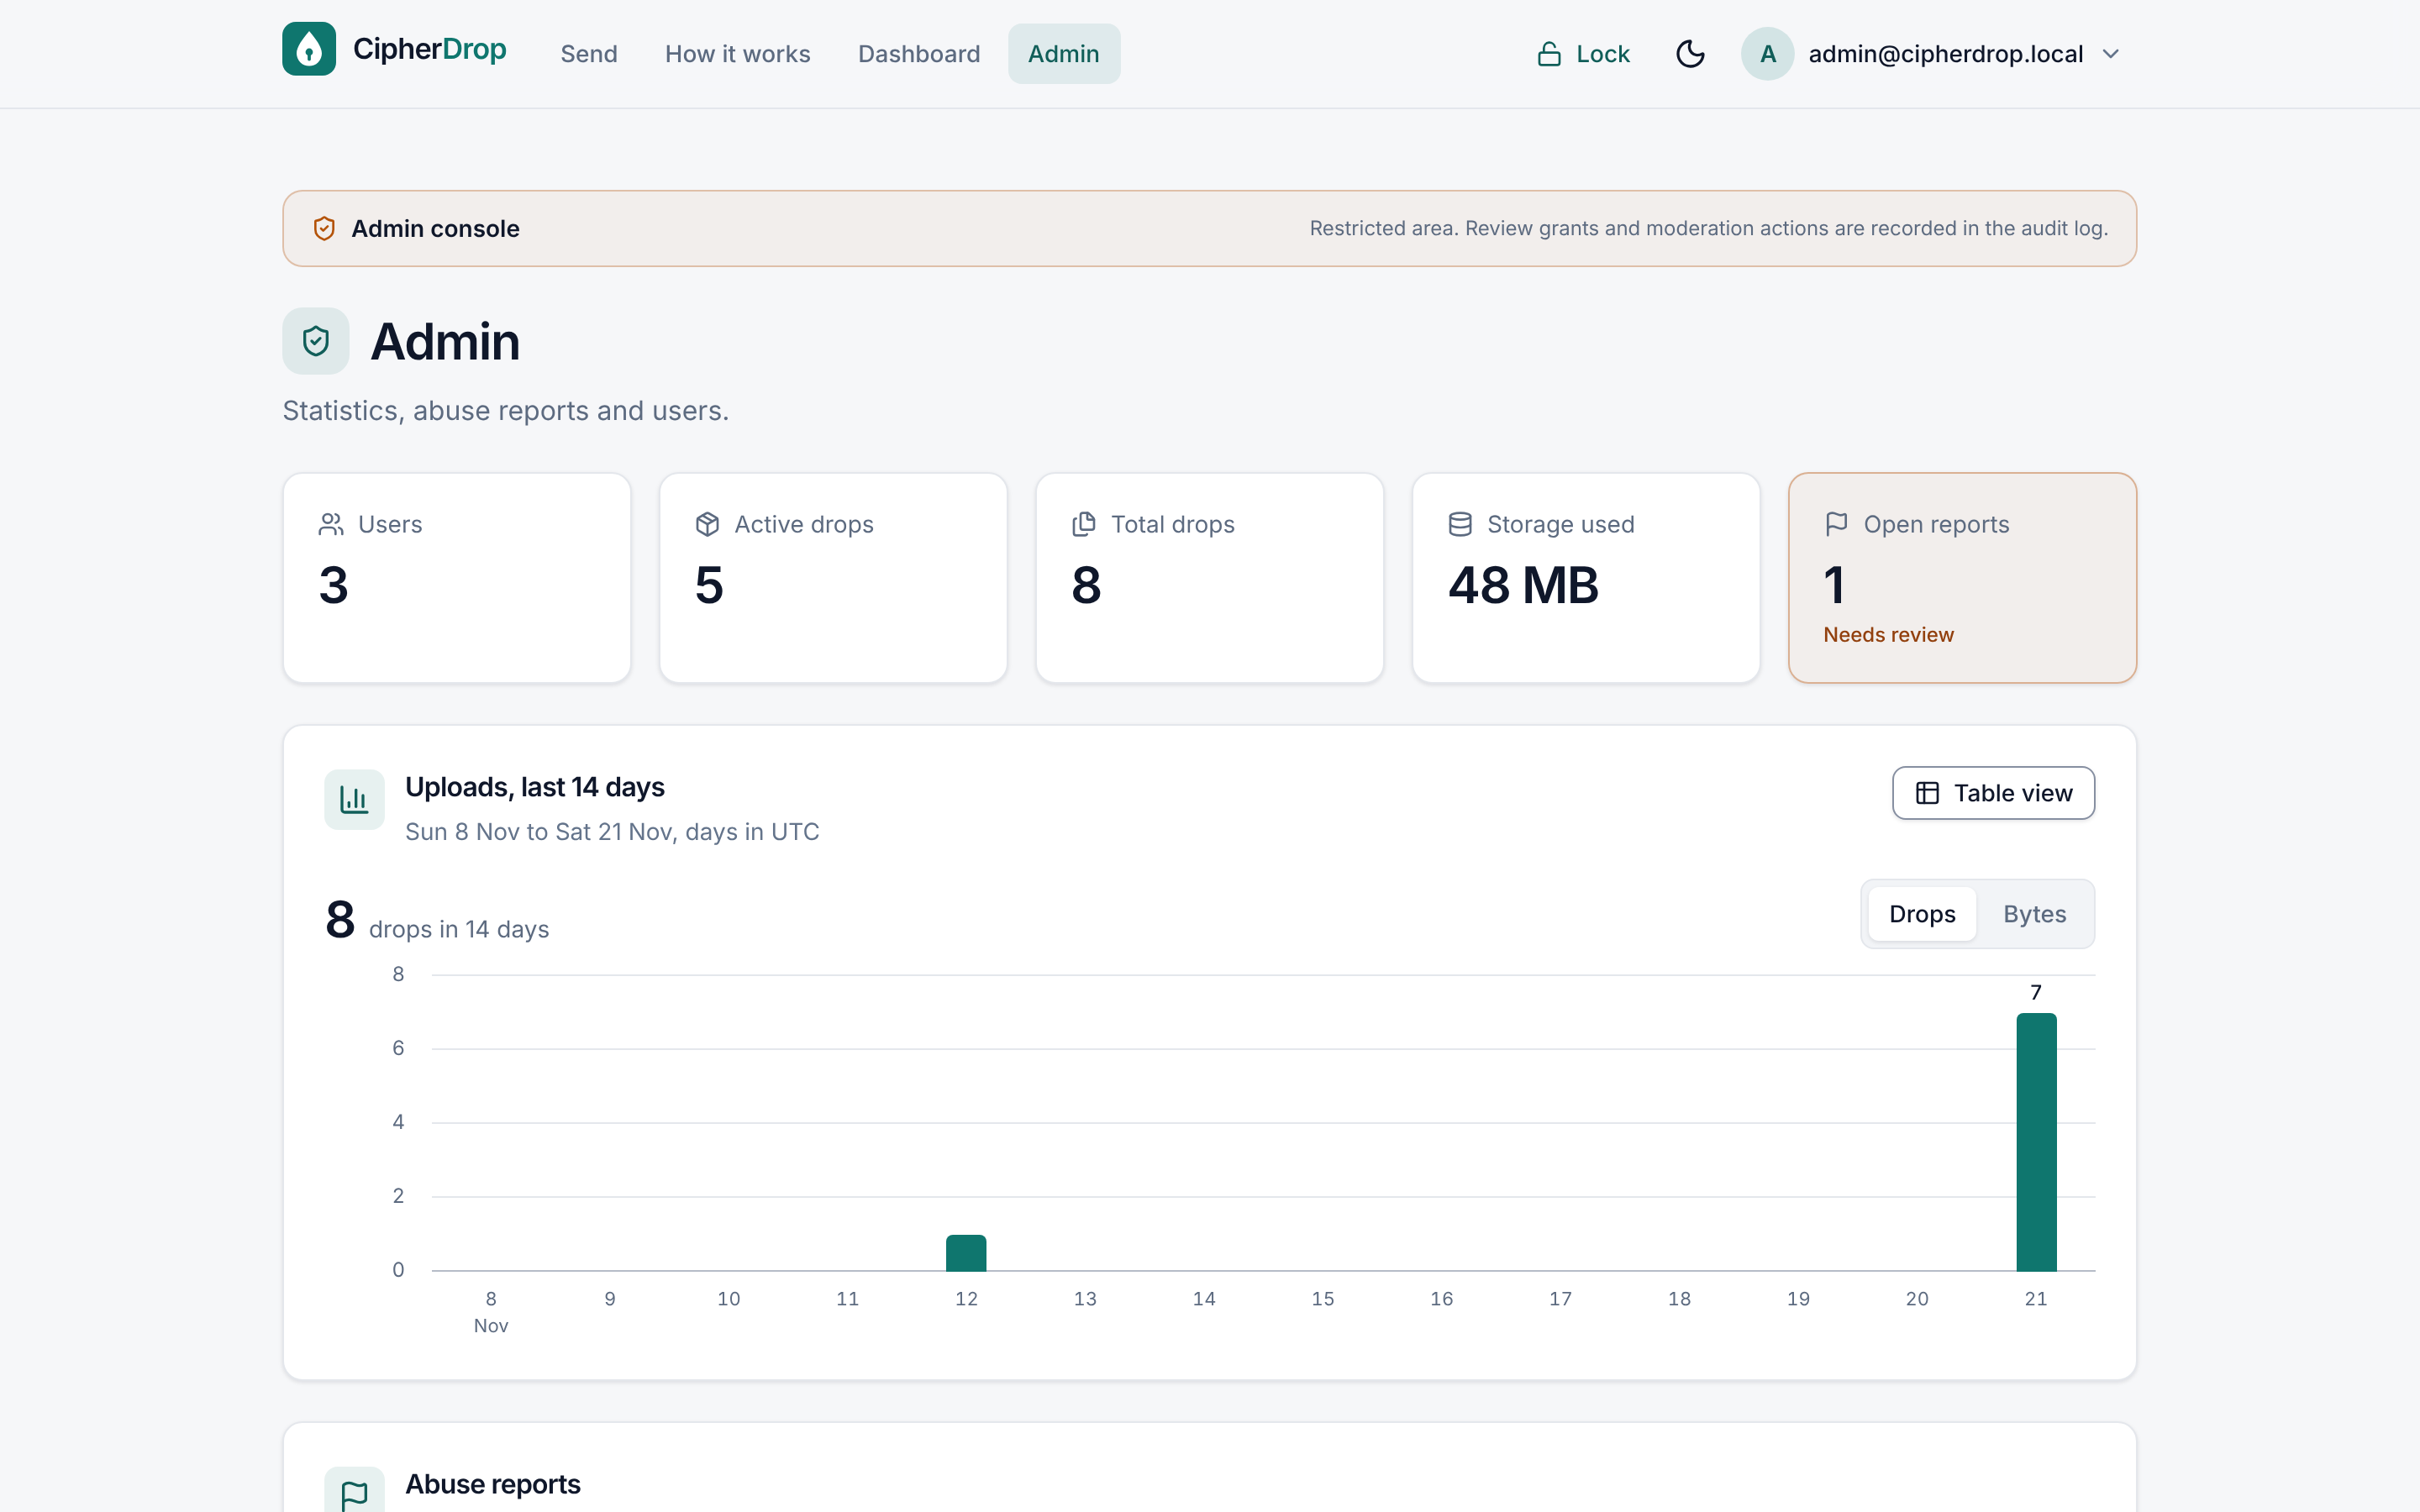 CipherDrop
Send
How it works
Dashboard
Admin
Lock
A
admin@cipherdrop.local
Admin console
Restricted area. Review grants and moderation actions are recorded in the audit log.
Admin
Statistics, abuse reports and users.
Users
3
Active drops
5
Total drops
8
Storage used
48 MB
Open reports
1
Needs review
Uploads, last 14 days
Sun 8 Nov to Sat 21 Nov, days in UTC
Table view
8 drops in 14 days
Drops
Bytes
8
6
4
2
0
7
8 9 10 11 12 13 14 15 16 17 18 19 20 21
Nov
Abuse reports